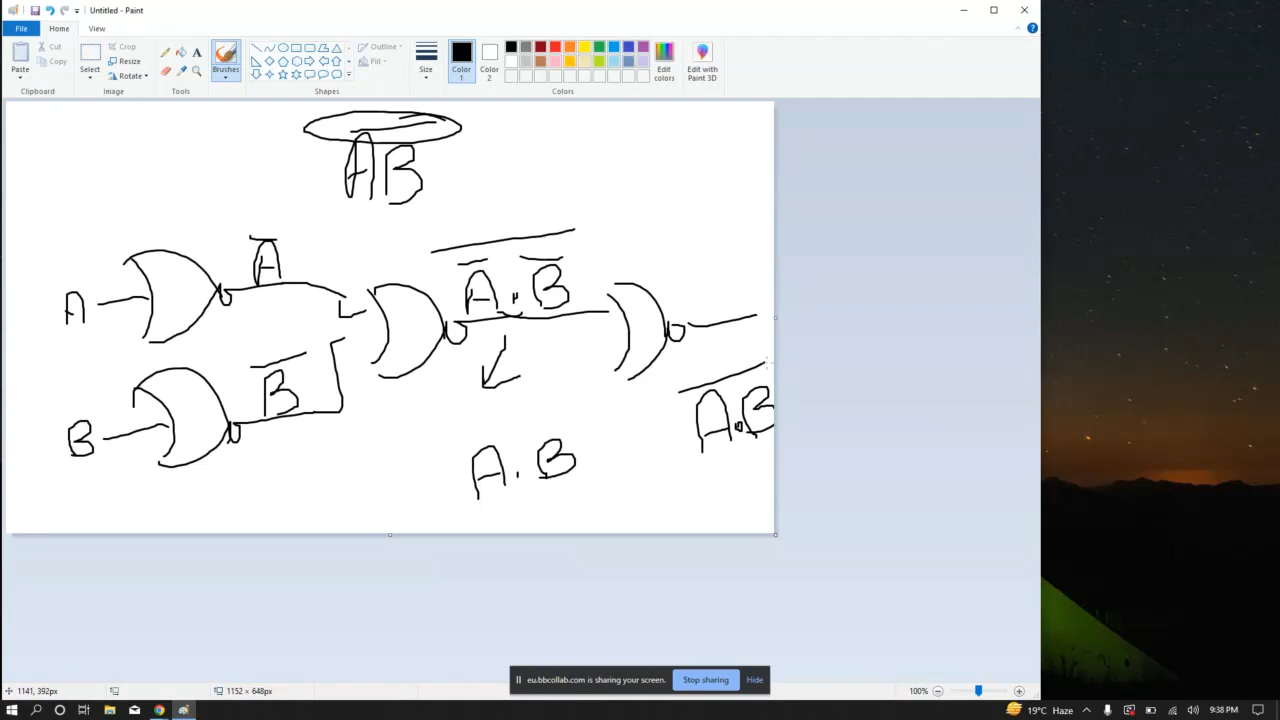 Untitled - Paint
File Home View
Paste Cut Copy Select Crop Resize Rotate Brushes Outline Fill Size Color 1 Color 2 Edit colors Edit with Paint 3D
Clipboard Image Tools Shapes Colors
A̅B̅
A̅
A̅.B̅
A
B̅
A.B
B
A.B
eu.bbcollab.com is sharing your screen. Stop sharing Hide
1141, 392px 1152 × 648px 100%
19°C Haze 9:38 PM